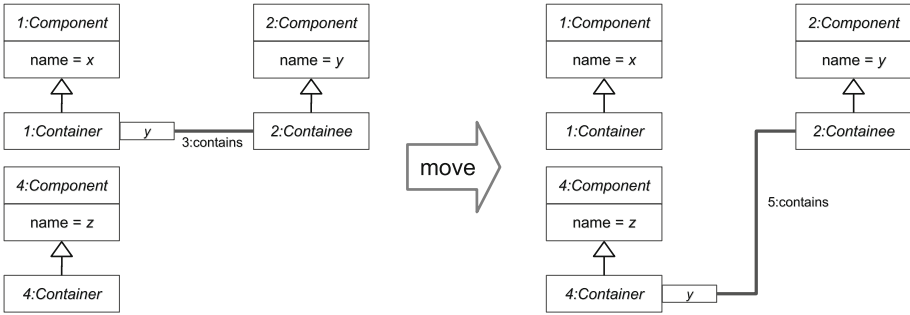 1:Component
name = x
1:Container
y
3:contains
2:Component
name = y
2:Containee
4:Component
name = z
4:Container
move
1:Component
name = x
1:Container
2:Component
name = y
2:Containee
4:Component
name = z
4:Container
y
5:contains